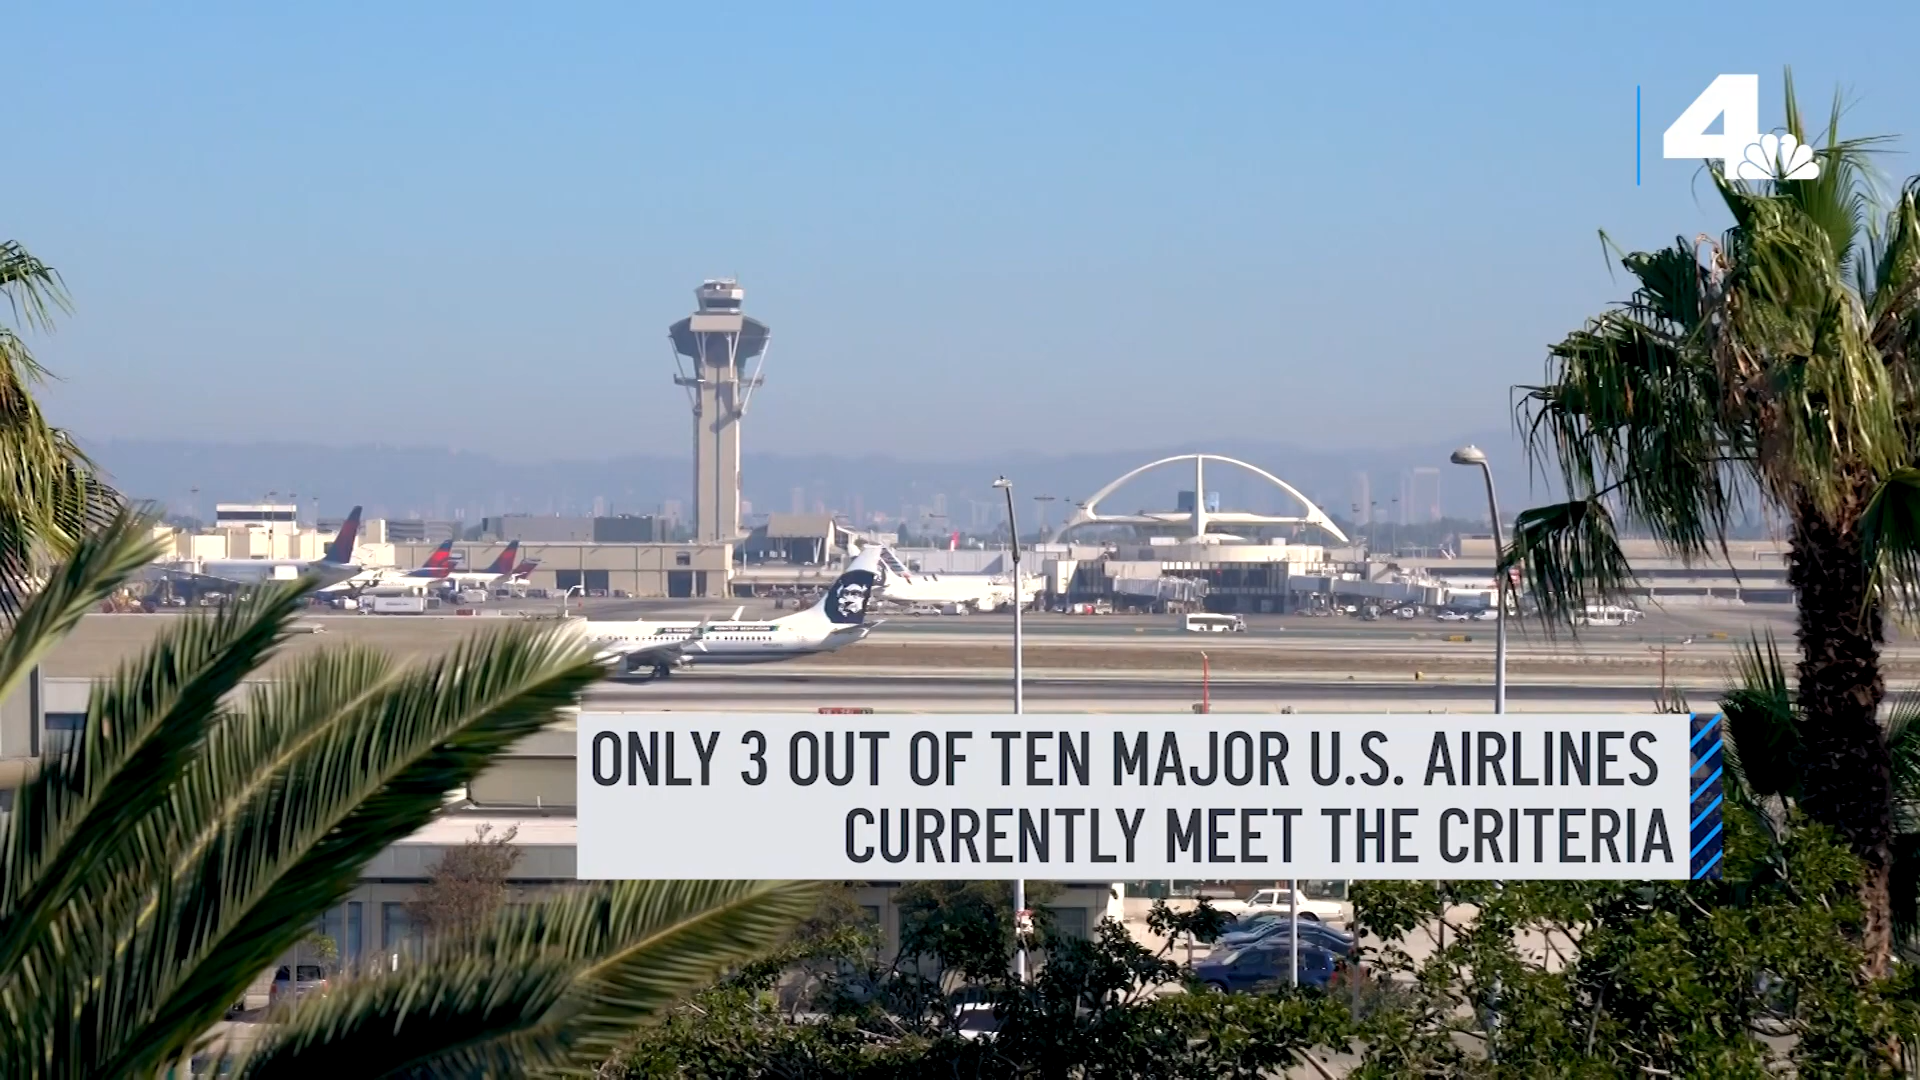 4
ONLY 3 OUT OF TEN MAJOR U.S. AIRLINES
CURRENTLY MEET THE CRITERIA